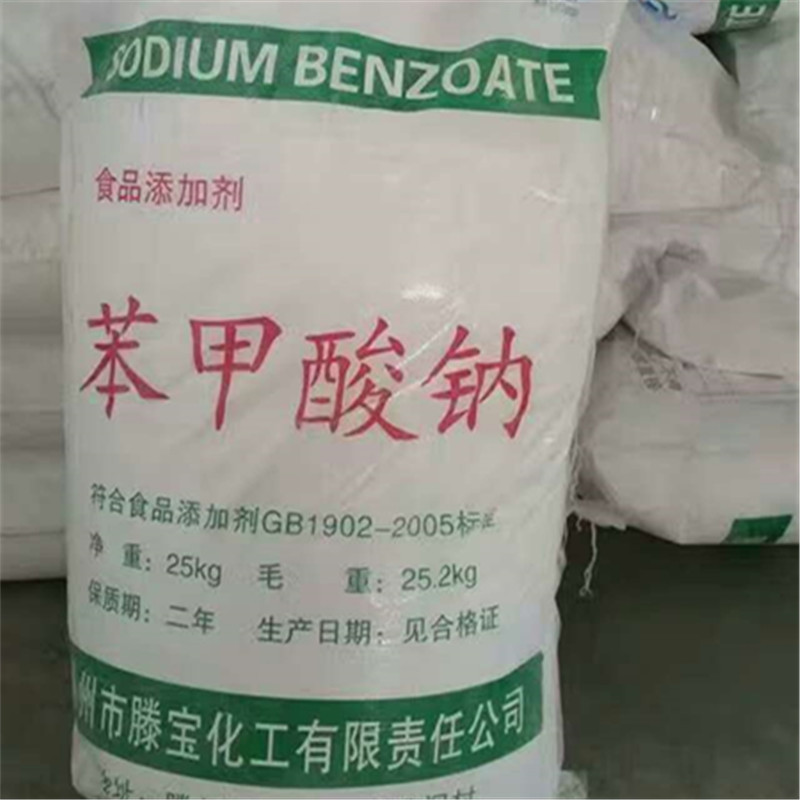 SODIUM BENZOATE
食品添加剂
苯甲酸钠
符合食品添加剂GB1902-2005标
净 重:25kg 毛 重:25.2kg
保质期:二年 生产日期:见合格证
州市滕宝化工有限责任公司